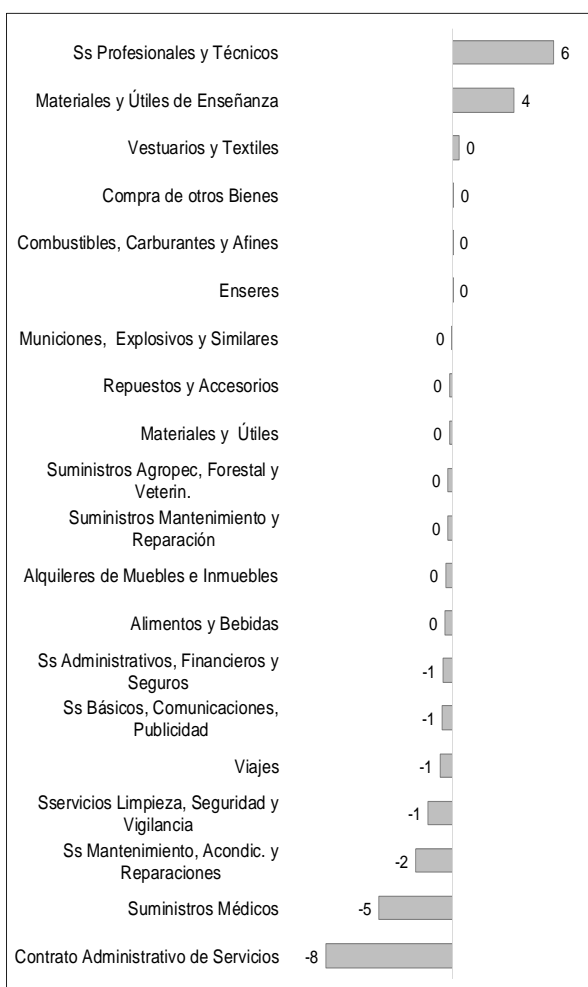 Ss Profesionales y Técnicos 6
Materiales y Útiles de Enseñanza 4
Vestuarios y Textiles 0
Compra de otros Bienes 0
Combustibles, Carburantes y Afines 0
Enseres 0
Municiones, Explosivos y Similares 0
Repuestos y Accesorios 0
Materiales y Útiles 0
Suministros Agropec, Forestal y
Veterin. 0
Suministros Mantenimiento y
Reparación 0
Alquileres de Muebles e Inmuebles 0
Alimentos y Bebidas 0
Ss Administrativos, Financieros y
Seguros -1
Ss Básicos, Comunicaciones,
Publicidad -1
Viajes -1
Sservicios Limpieza, Seguridad y
Vigilancia -1
Ss Mantenimiento, Acondic. y
Reparaciones -2
Suministros Médicos -5
Contrato Administrativo de Servicios -8